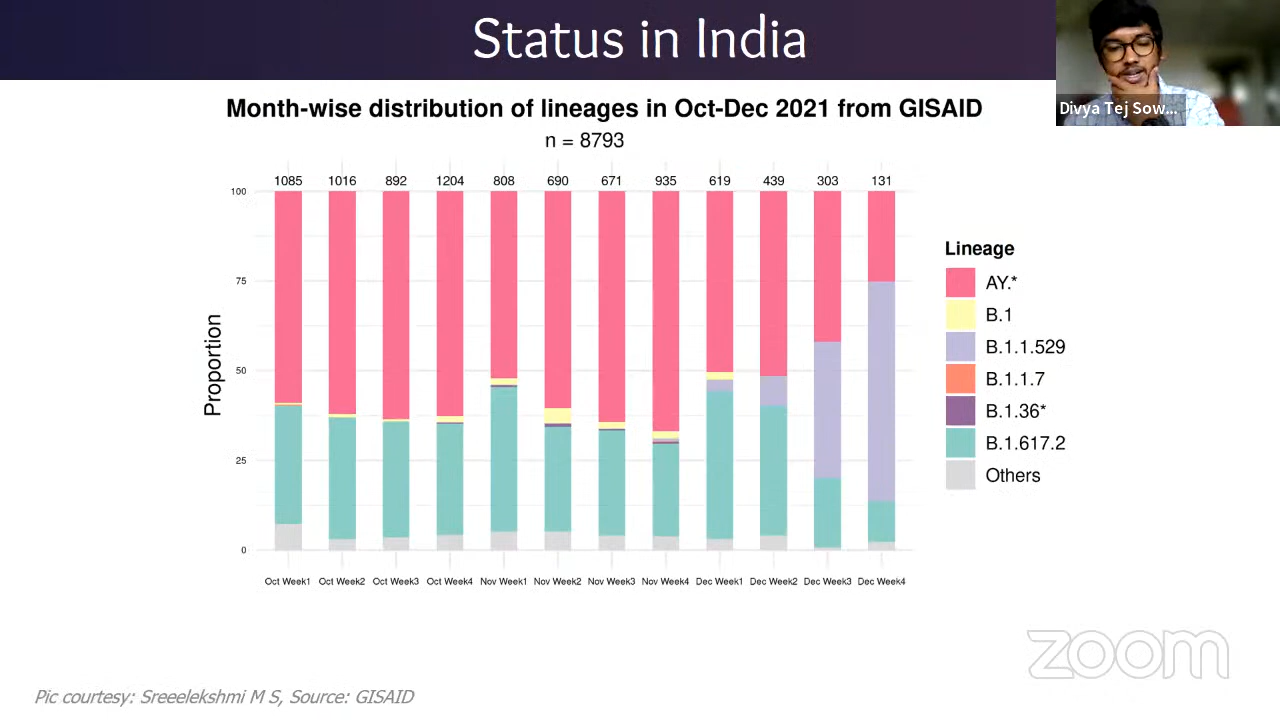 Status in India
Divya Tej Sow...
Month-wise distribution of lineages in Oct-Dec 2021 from GISAID
n = 8793
1085 1016 892 1204 808 690 671 935 619 439 303 131
Proportion
100
75
50
25
0
Oct Week1 Oct Week2 Oct Week3 Oct Week4 Nov Week1 Nov Week2 Nov Week3 Nov Week4 Dec Week1 Dec Week2 Dec Week3 Dec Week4
Lineage
AY.*
B.1
B.1.1.529
B.1.1.7
B.1.36*
B.1.617.2
Others
zoom
Pic courtesy: Sreeelekshmi M S, Source: GISAID